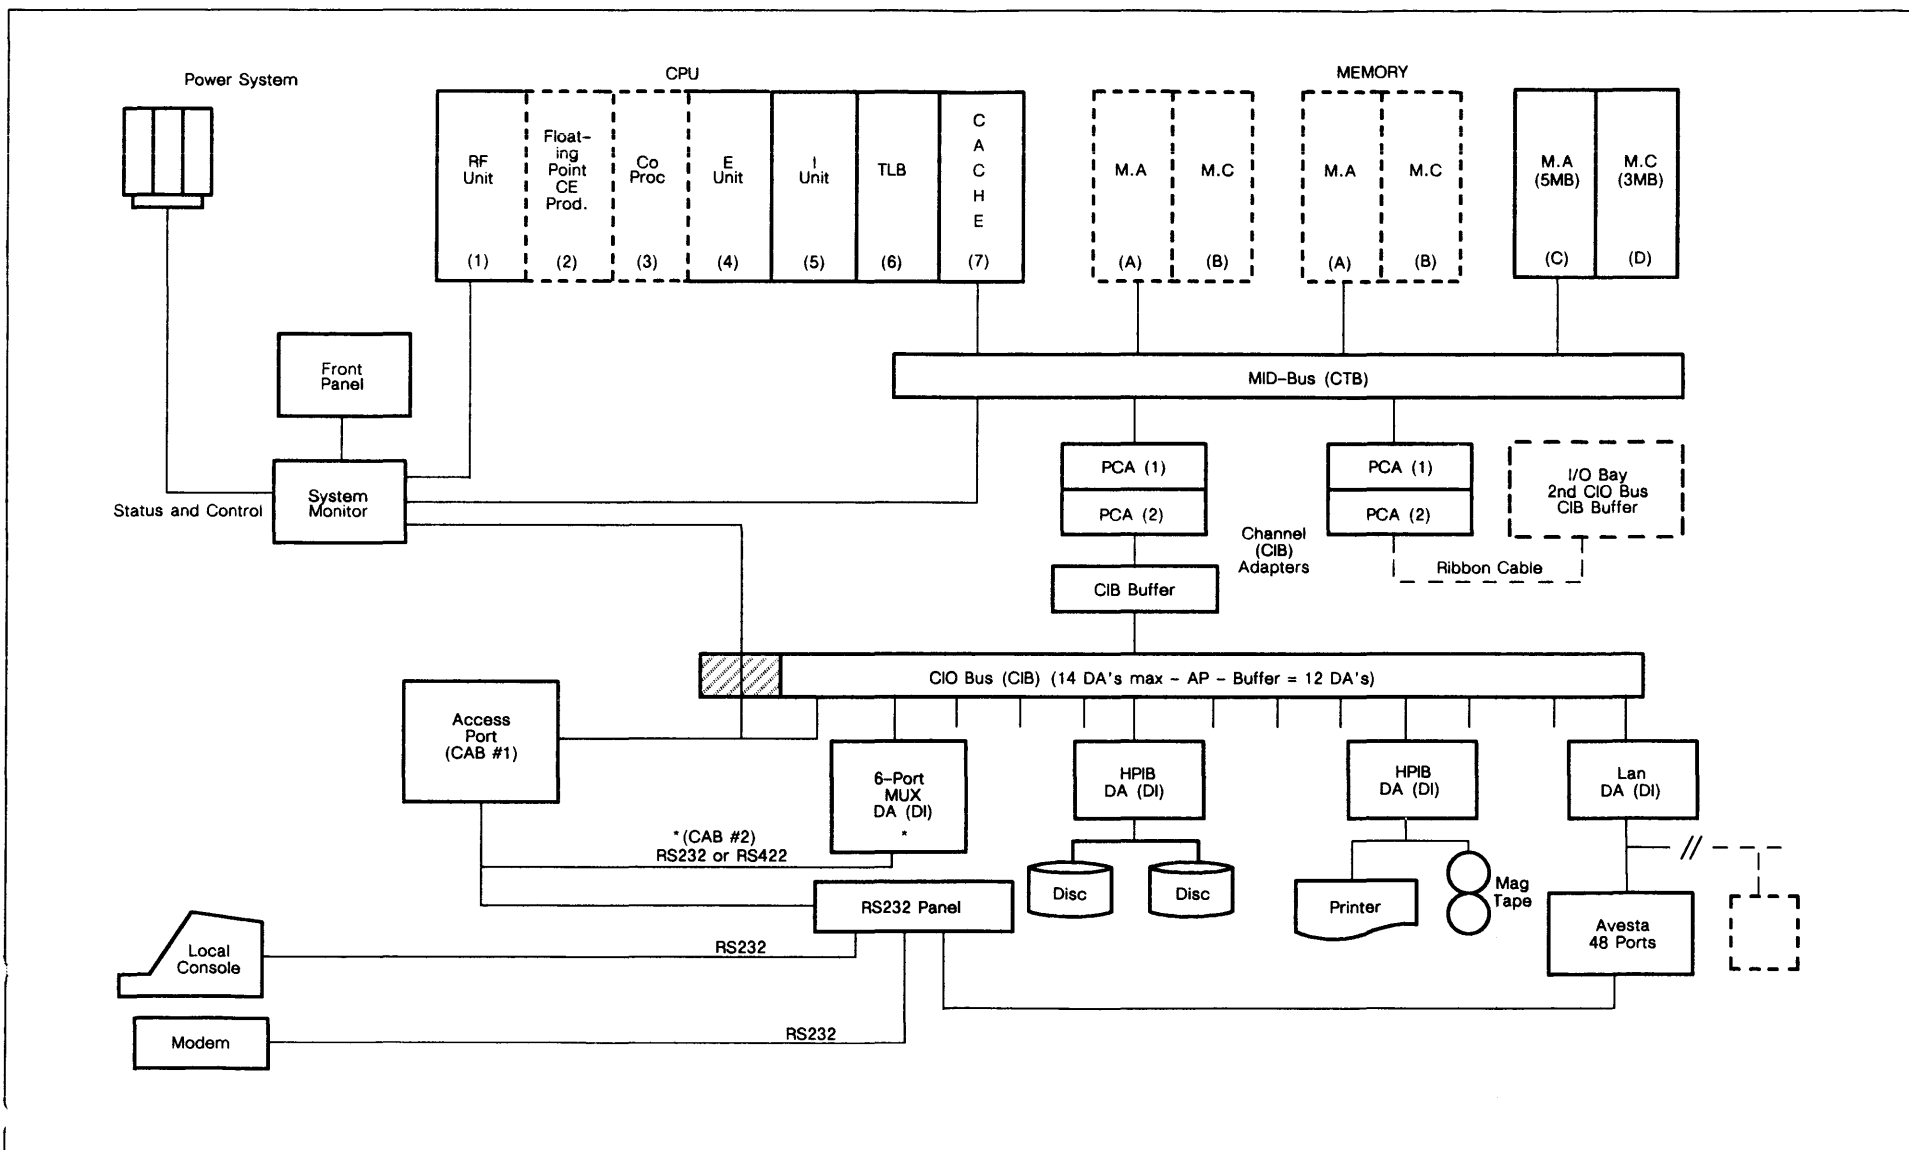 Power System
CPU
MEMORY
RF
Unit
(1)
Float-
ing
Point
CE
Prod.
(2)
Co
Proc
(3)
E
Unit
(4)
I
Unit
(5)
TLB
(6)
C
A
C
H
E
(7)
M.A
(A)
M.C
(B)
M.A
(A)
M.C
(B)
M.A
(5MB)
(C)
M.C
(3MB)
(D)
Front
Panel
MID-Bus (CTB)
System
Monitor
Status and Control
PCA (1)
PCA (2)
PCA (1)
PCA (2)
I/O Bay
2nd CIO Bus
CIB Buffer
Channel
(CIB)
Adapters
Ribbon Cable
CIB Buffer
CIO Bus (CIB) (14 DA's max - AP - Buffer = 12 DA's)
Access
Port
(CAB #1)
6-Port
MUX
DA (DI)
*
HPIB
DA (DI)
HPIB
DA (DI)
Lan
DA (DI)
*(CAB #2)
RS232 or RS422
Disc
Disc
Printer
Mag
Tape
RS232 Panel
Avesta
48 Ports
Local
Console
RS232
Modem
RS232